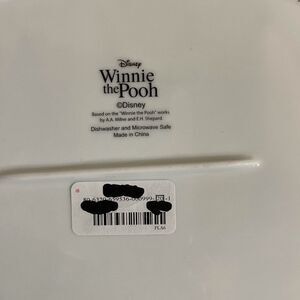 Disney
Winnie
the Pooh
©Disney
Based on the "Winnie the Pooh" works
by A.A. Milne and E.H. Shepard.
Dishwasher and Microwave Safe
Made in China